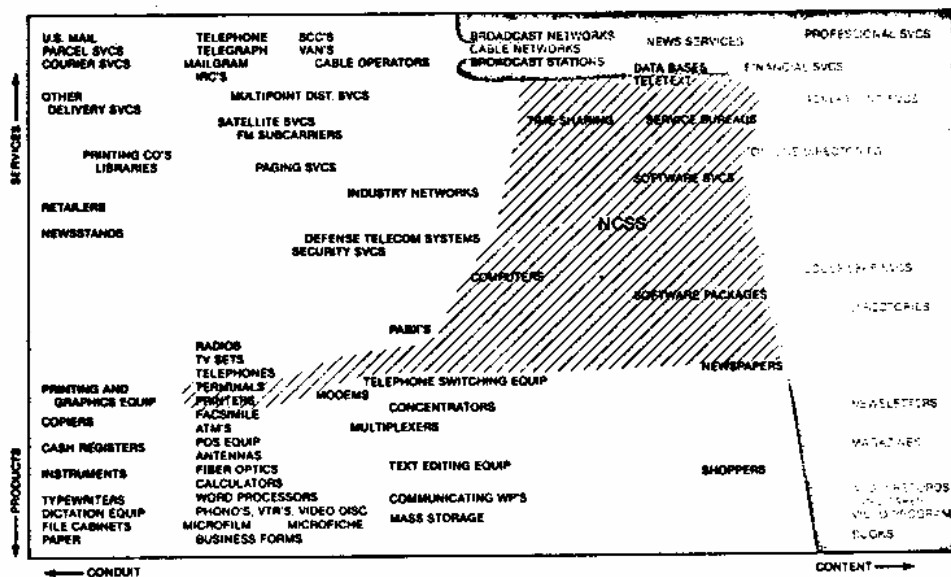 U.S. MAIL TELEPHONE SCC'S BROADCAST NETWORKS NEWS SERVICES PROFESSIONAL SVCS
PARCEL SVCS TELEGRAPH VAN'S CABLE NETWORKS
COURIER SVCS MAILGRAM CABLE OPERATORS BROADCAST STATIONS DATA BASES FINANCIAL SVCS
IRC'S TELETEXT
OTHER MULTIPOINT DIST. SVCS
DELIVERY SVCS
SATELLITE SVCS TIME SHARING SERVICE BUREAUS
FM SUBCARRIERS
PRINTING CO'S
LIBRARIES PAGING SVCS SOFTWARE SVCS
INDUSTRY NETWORKS
RETAILERS
NCSS
NEWSSTANDS DEFENSE TELECOM SYSTEMS
SECURITY SVCS
COMPUTERS
SOFTWARE PACKAGES DIRECTORIES
PABX'S
RADIOS
TV SETS
TELEPHONES NEWSPAPERS
PRINTING AND TERMINALS TELEPHONE SWITCHING EQUIP
GRAPHICS EQUIP PRINTERS MODEMS NEWSLETTERS
FACSIMILE CONCENTRATORS
COPIERS ATM'S MULTIPLEXERS
CASH REGISTERS POS EQUIP MAGAZINES
ANTENNAS
INSTRUMENTS FIBER OPTICS TEXT EDITING EQUIP SHOPPERS
CALCULATORS
TYPEWRITERS WORD PROCESSORS COMMUNICATING WP'S
DICTATION EQUIP PHONO'S, VTR'S, VIDEO DISC
FILE CABINETS MICROFILM MICROFICHE MASS STORAGE
PAPER BUSINESS FORMS BOOKS
SERVICES
PRODUCTS
CONDUIT CONTENT